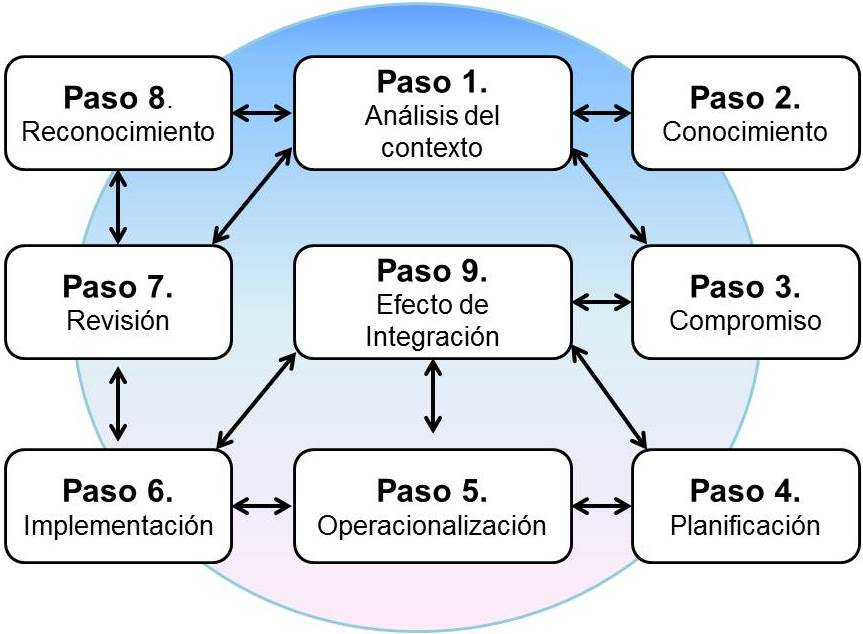 Paso 8.
Reconocimiento
Paso 1.
Análisis del
contexto
Paso 2.
Conocimiento
Paso 7.
Revisión
Paso 9.
Efecto de
Integración
Paso 3.
Compromiso
Paso 6.
Implementación
Paso 5.
Operacionalización
Paso 4.
Planificación